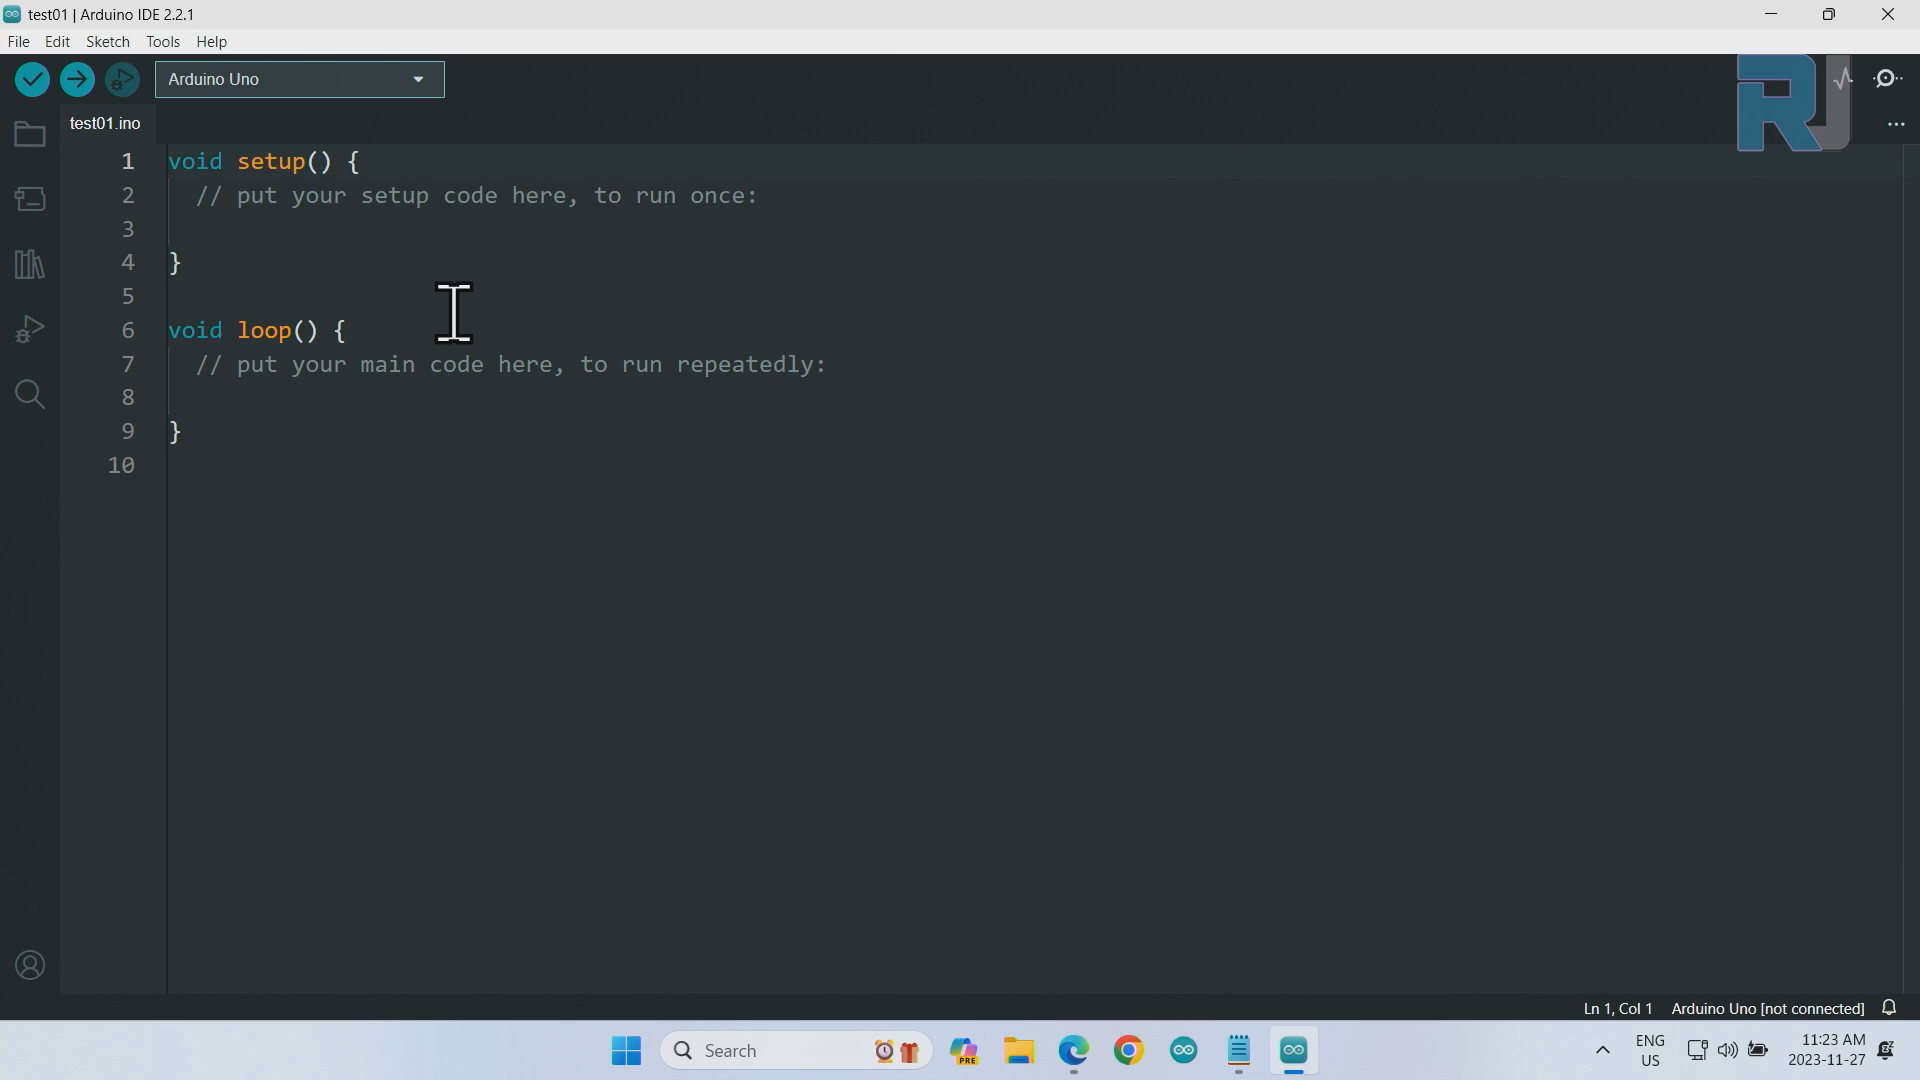 test01 | Arduino IDE 2.2.1
File Edit Sketch Tools Help
Arduino Uno
RJ
test01.ino
1 void setup() {
2 // put your setup code here, to run once:
3
4 }
5
6 void loop() {
7 // put your main code here, to run repeatedly:
8
9 }
10
Ln 1, Col 1 Arduino Uno [not connected]
Search
PRE
ENG
US
11:23 AM
2023-11-27